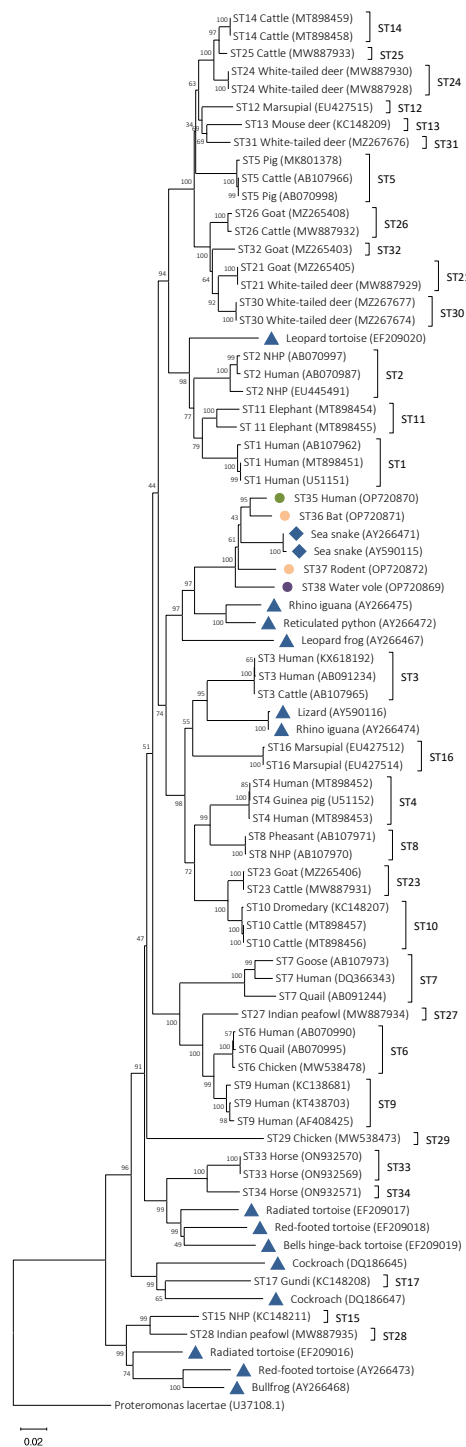 ST14 Cattle (MT898459)
ST14 Cattle (MT898458)
ST14
ST25 Cattle (MW887933)
ST25
ST24 White-tailed deer (MW887930)
ST24 White-tailed deer (MW887928)
ST24
ST12 Marsupial (EU427515)
ST12
ST13 Mouse deer (KC148209)
ST13
ST31 White-tailed deer (MZ267676)
ST31
ST5 Pig (MK801378)
ST5 Cattle (AB107966)
ST5 Pig (AB070998)
ST5
ST26 Goat (MZ265408)
ST26 Cattle (MW887932)
ST26
ST32 Goat (MZ265403)
ST32
ST21 Goat (MZ265405)
ST21 White-tailed deer (MW887929)
ST21
ST30 White-tailed deer (MZ267677)
ST30 White-tailed deer (MZ267674)
ST30
Leopard tortoise (EF209020)
ST2 NHP (AB070997)
ST2 Human (AB070987)
ST2 NHP (EU445491)
ST2
ST11 Elephant (MT898454)
ST 11 Elephant (MT898455)
ST11
ST1 Human (AB107962)
ST1 Human (MT898451)
ST1 Human (U51151)
ST1
ST35 Human (OP720870)
ST36 Bat (OP720871)
Sea snake (AY266471)
Sea snake (AY590115)
ST37 Rodent (OP720872)
ST38 Water vole (OP720869)
Rhino iguana (AY266475)
Reticulated python (AY266472)
Leopard frog (AY266467)
ST3 Human (KX618192)
ST3 Human (AB091234)
ST3 Cattle (AB107965)
ST3
Lizard (AY590116)
Rhino iguana (AY266474)
ST16 Marsupial (EU427512)
ST16 Marsupial (EU427514)
ST16
ST4 Human (MT898452)
ST4 Guinea pig (U51152)
ST4 Human (MT898453)
ST4
ST8 Pheasant (AB107971)
ST8 NHP (AB107970)
ST8
ST23 Goat (MZ265406)
ST23 Cattle (MW887931)
ST23
ST10 Dromedary (KC148207)
ST10 Cattle (MT898457)
ST10 Cattle (MT898456)
ST10
ST7 Goose (AB107973)
ST7 Human (DQ366343)
ST7 Quail (AB091244)
ST7
ST27 Indian peafowl (MW887934)
ST27
ST6 Human (AB070990)
ST6 Quail (AB070995)
ST6 Chicken (MW538478)
ST6
ST9 Human (KC138681)
ST9 Human (KT438703)
ST9 Human (AF408425)
ST9
ST29 Chicken (MW538473)
ST29
ST33 Horse (ON932570)
ST33 Horse (ON932569)
ST33
ST34 Horse (ON932571)
ST34
Radiated tortoise (EF209017)
Red-footed tortoise (EF209018)
Bells hinge-back tortoise (EF209019)
Cockroach (DQ186645)
ST17 Gundi (KC148208)
ST17
Cockroach (DQ186647)
ST15 NHP (KC148211)
ST15
ST28 Indian peafowl (MW887935)
ST28
Radiated tortoise (EF209016)
Red-footed tortoise (AY266473)
Bullfrog (AY266468)
Proteromonas lacertae (U37108.1)
0.02